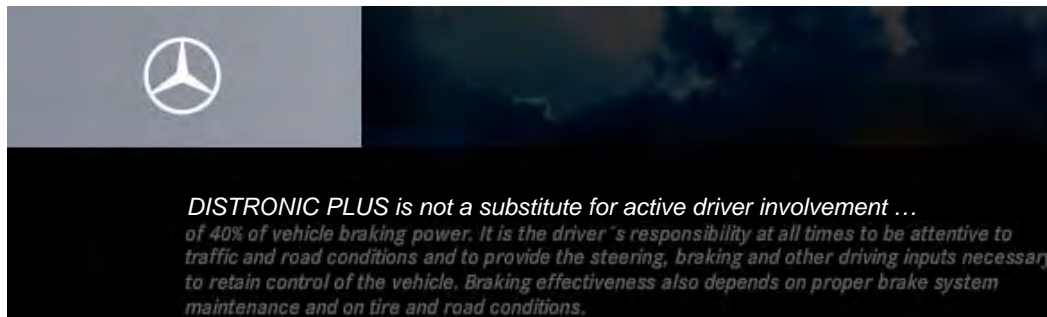 DISTRONIC PLUS is not a substitute for active driver involvement …
of 40% of vehicle braking power. It is the driver´s responsibility at all times to be attentive to
traffic and road conditions and to provide the steering, braking and other driving inputs necessary
to retain control of the vehicle. Braking effectiveness also depends on proper brake system
maintenance and on tire and road conditions.